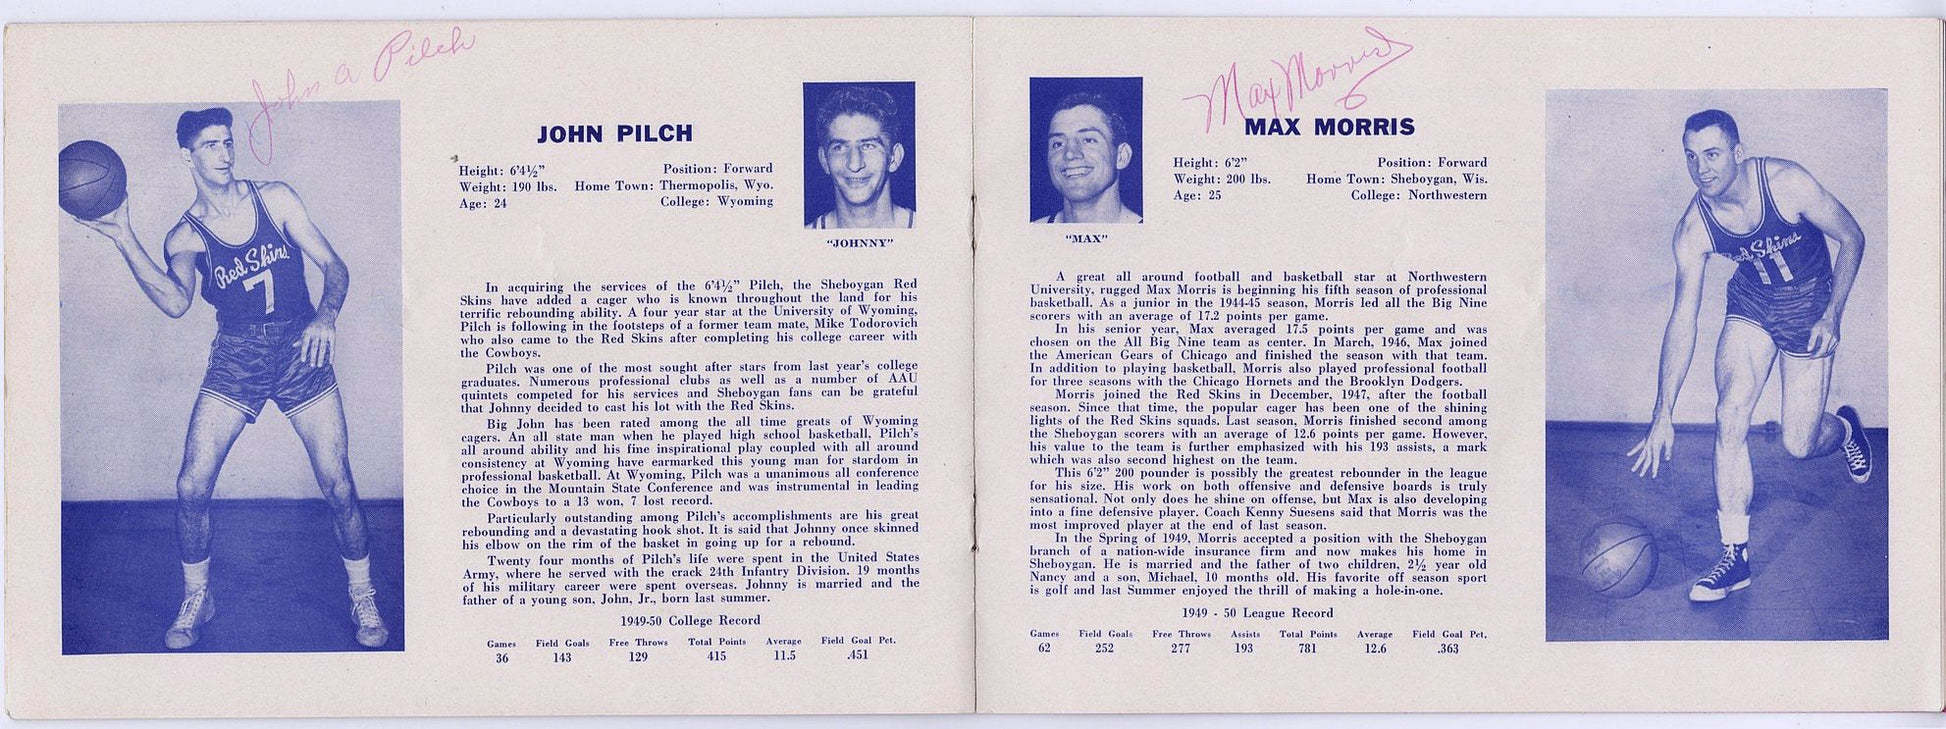 John A Pilch
Red Skins
7
JOHN PILCH
Height: 6'4½" Position: Forward
Weight: 190 lbs. Home Town: Thermopolis, Wyo.
Age: 24 College: Wyoming
"JOHNNY"
In acquiring the services of the 6'4½" Pilch, the Sheboygan Red
Skins have added a cager who is known throughout the land for his
terrific rebounding ability. A four year star at the University of Wyoming,
Pilch is following in the footsteps of a former team mate, Mike Todorovich
who also came to the Red Skins after completing his college career with
the Cowboys.
Pilch was one of the most sought after stars from last year's college
graduates. Numerous professional clubs as well as a number of AAU
quintets competed for his services and Sheboygan fans can be grateful
that Johnny decided to cast his lot with the Red Skins.
Big John has been rated among the all time greats of Wyoming
cagers. An all state man when he played high school basketball, Pilch's
all around ability and his fine inspirational play coupled with all around
consistency at Wyoming have earmarked this young man for stardom in
professional basketball. At Wyoming, Pilch was a unanimous all conference
choice in the Mountain State Conference and was instrumental in leading
the Cowboys to a 13 won, 7 lost record.
Particularly outstanding among Pilch's accomplishments are his great
rebounding and a devastating hook shot. It is said that Johnny once skinned
his elbow on the rim of the basket in going up for a rebound.
Twenty four months of Pilch's life were spent in the United States
Army, where he served with the crack 24th Infantry Division. 19 months
of his military career were spent overseas. Johnny is married and the
father of a young son, John, Jr., born last summer.
1949-50 College Record
Games Field Goals Free Throws Total Points Average Field Goal Pct.
36 143 129 415 11.5 .451
Max Morris
MAX MORRIS
Height: 6'2" Position: Forward
Weight: 200 lbs. Home Town: Sheboygan, Wis.
Age: 25 College: Northwestern
"MAX"
A great all around football and basketball star at Northwestern
University, rugged Max Morris is beginning his fifth season of professional
basketball. As a junior in the 1944-45 season, Morris led all the Big Nine
scorers with an average of 17.2 points per game.
In his senior year, Max averaged 17.5 points per game and was
chosen on the All Big Nine team as center. In March, 1946, Max joined
the American Gears of Chicago and finished the season with that team.
In addition to playing basketball, Morris also played professional football
for three seasons with the Chicago Hornets and the Brooklyn Dodgers.
Morris joined the Red Skins in December, 1947, after the football
season. Since that time, the popular cager has been one of the shining
lights of the Red Skins squads. Last season, Morris finished second among
the Sheboygan scorers with an average of 12.6 points per game. However,
his value to the team is further emphasized with his 193 assists, a mark
which was also second highest on the team.
This 6'2" 200 pounder is possibly the greatest rebounder in the league
for his size. His work on both offensive and defensive boards is truly
sensational. Not only does he shine on offense, but Max is also developing
into a fine defensive player. Coach Kenny Suesens said that Morris was the
most improved player at the end of last season.
In the Spring of 1949, Morris accepted a position with the Sheboygan
branch of a nation-wide insurance firm and now makes his home in
Sheboygan. He is married and the father of two children, 2½ year old
Nancy and a son, Michael, 10 months old. His favorite off season sport
is golf and last Summer enjoyed the thrill of making a hole-in-one.
1949 - 50 League Record
Games Field Goals Free Throws Assists Total Points Average Field Goal Pct.
62 252 277 193 781 12.6 .363
Red Skins
11